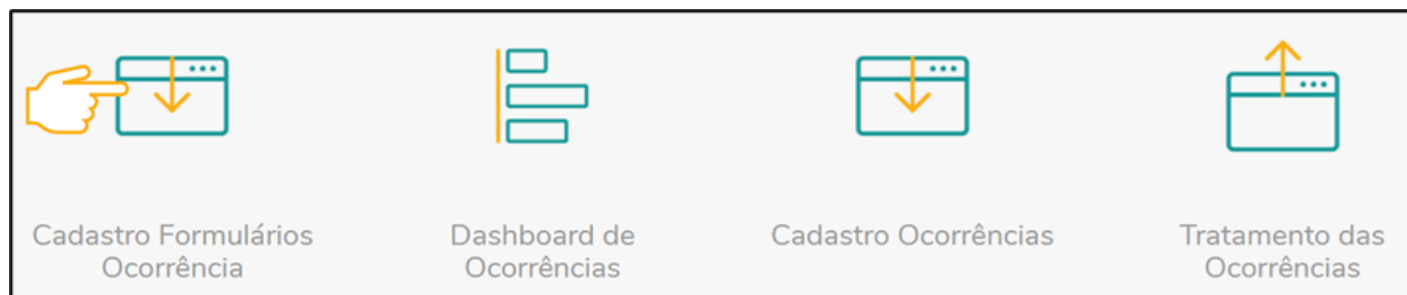 Cadastro Formulários
Ocorrência
Dashboard de
Ocorrências
Cadastro Ocorrências
Tratamento das
Ocorrências